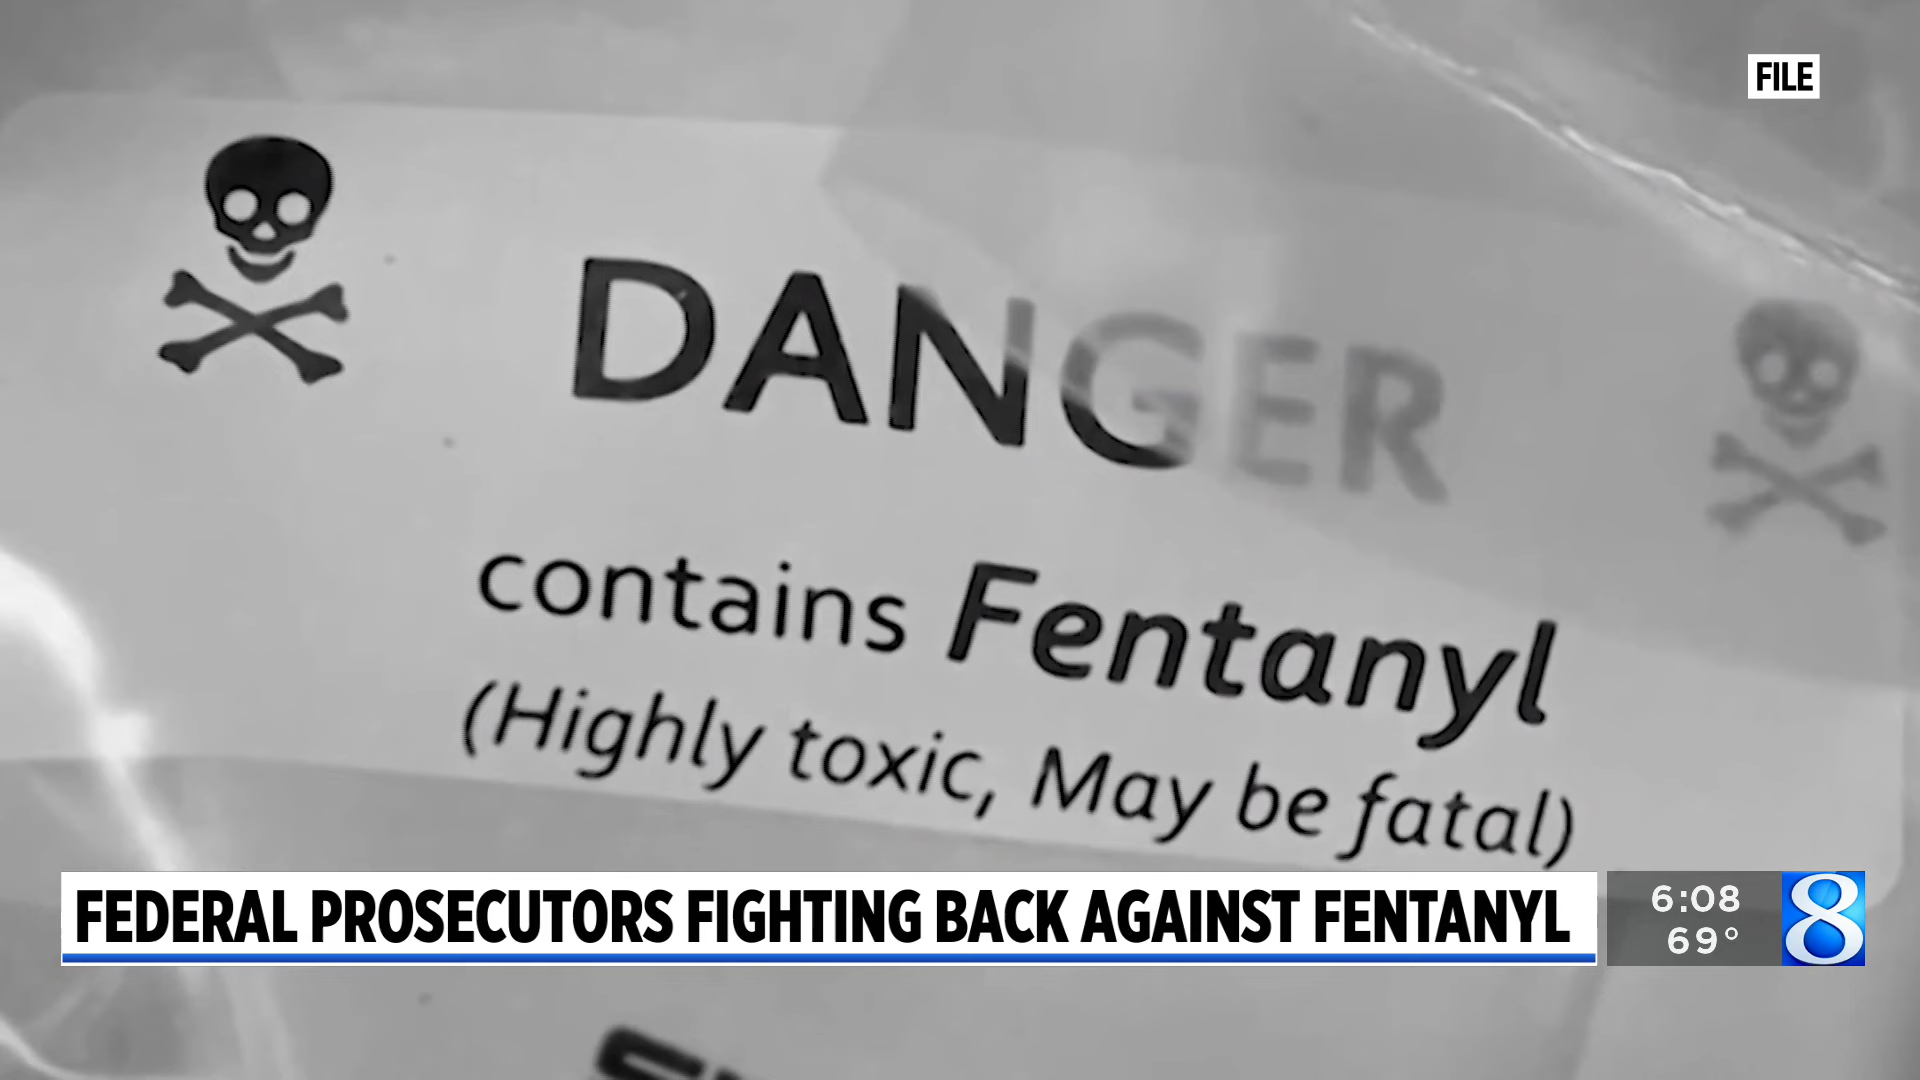 FILE
DANGER
contains Fentanyl
(Highly toxic, May be fatal)
FEDERAL PROSECUTORS FIGHTING BACK AGAINST FENTANYL
6:08
69°
8